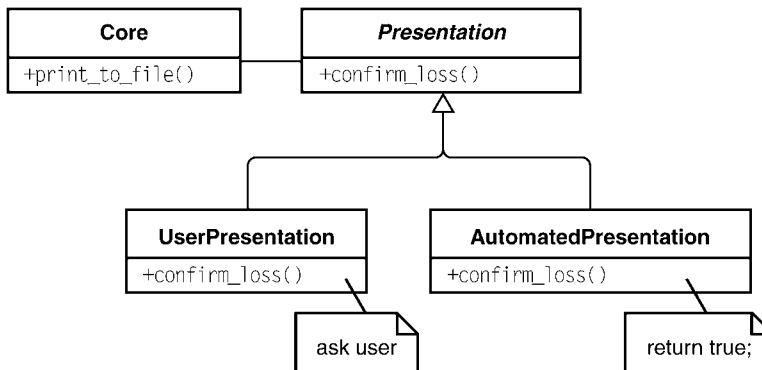 Core
Presentation
+print_to_file()
+confirm_loss()
UserPresentation
AutomatedPresentation
+confirm_loss()
+confirm_loss()
ask user
return true;